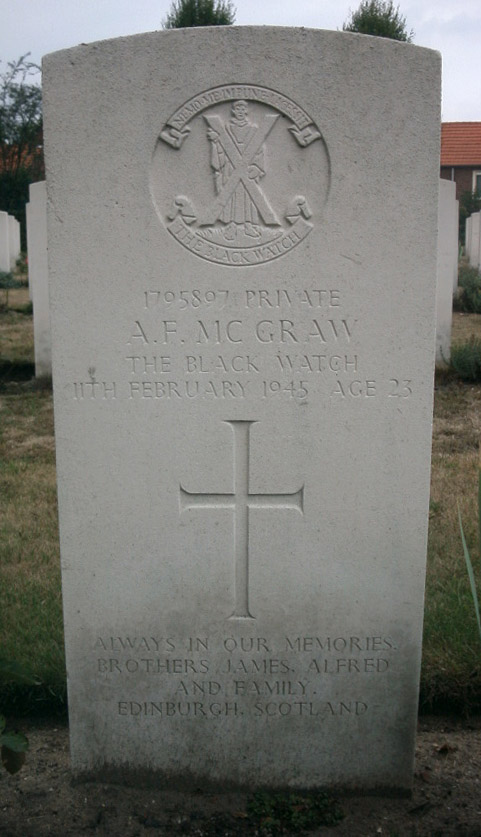 NEMO ME IMPUNE LACESSIT
THE BLACK WATCH
1795897 PRIVATE
A.F. MC GRAW
THE BLACK WATCH
11TH FEBRUARY 1945 AGE 23
ALWAYS IN OUR MEMORIES.
BROTHERS JAMES. ALFRED
AND FAMILY.
EDINBURGH. SCOTLAND